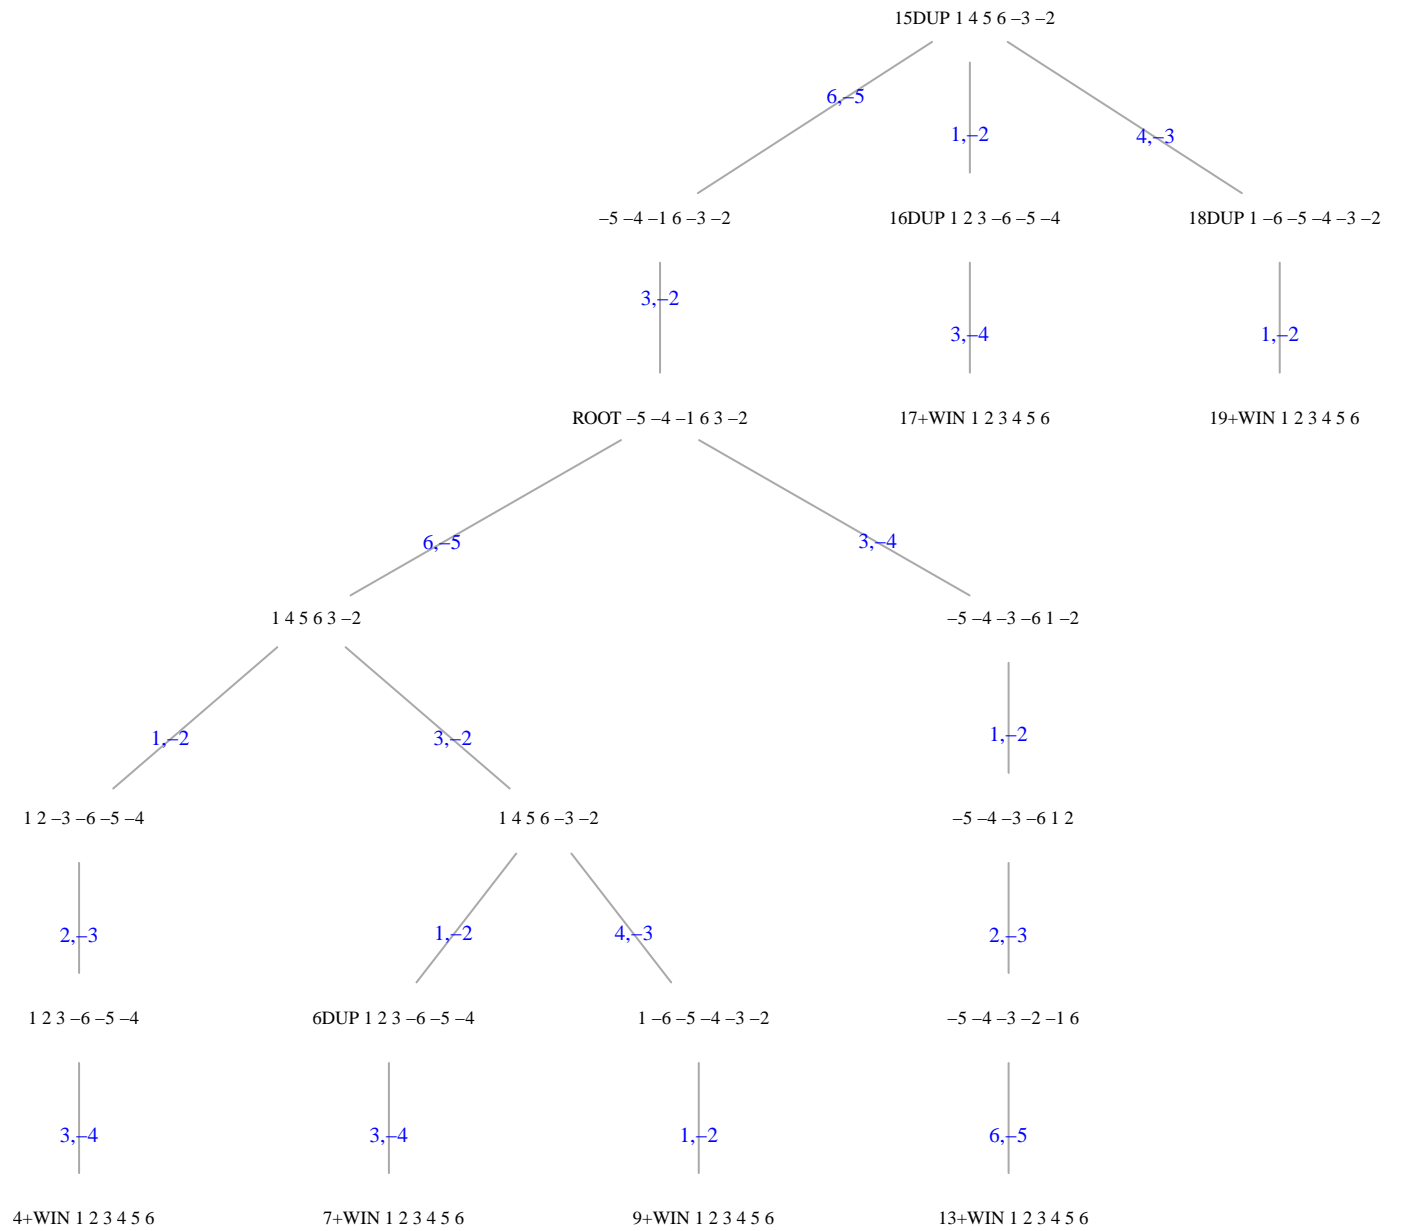 15DUP 1 4 5 6 –3 –2
6,–5
1,–2
4,–3
–5 –4 –1 6 –3 –2
16DUP 1 2 3 –6 –5 –4
18DUP 1 –6 –5 –4 –3 –2
3,–2
3,–4
1,–2
ROOT –5 –4 –1 6 3 –2
17+WIN 1 2 3 4 5 6
19+WIN 1 2 3 4 5 6
6,–5
3,–4
1 4 5 6 3 –2
–5 –4 –3 –6 1 –2
1,–2
3,–2
1,–2
1 2 –3 –6 –5 –4
1 4 5 6 –3 –2
–5 –4 –3 –6 1 2
2,–3
1,–2
4,–3
2,–3
1 2 3 –6 –5 –4
6DUP 1 2 3 –6 –5 –4
1 –6 –5 –4 –3 –2
–5 –4 –3 –2 –1 6
3,–4
3,–4
1,–2
6,–5
4+WIN 1 2 3 4 5 6
7+WIN 1 2 3 4 5 6
9+WIN 1 2 3 4 5 6
13+WIN 1 2 3 4 5 6